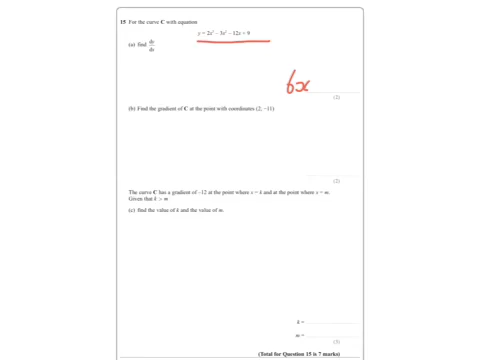 15 For the curve C with equation
y = 2x³ – 3x² – 12x + 9
(a) find dy/dx
6x
(2)
(b) Find the gradient of C at the point with coordinates (2, –11)
(2)
The curve C has a gradient of –12 at the point where x = k and at the point where x = m.
Given that k > m
(c) find the value of k and the value of m.
k =
m =
(3)
(Total for Question 15 is 7 marks)